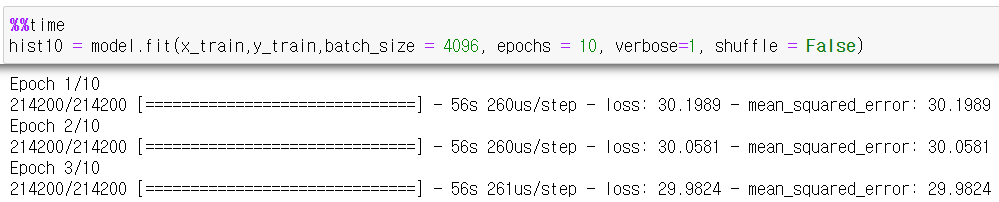 %%time
hist10 = model.fit(x_train,y_train,batch_size = 4096, epochs = 10, verbose=1, shuffle = False)
Epoch 1/10
214200/214200 [==============================] - 56s 260us/step - loss: 30.1989 - mean_squared_error: 30.1989
Epoch 2/10
214200/214200 [==============================] - 56s 260us/step - loss: 30.0581 - mean_squared_error: 30.0581
Epoch 3/10
214200/214200 [==============================] - 56s 261us/step - loss: 29.9824 - mean_squared_error: 29.9824